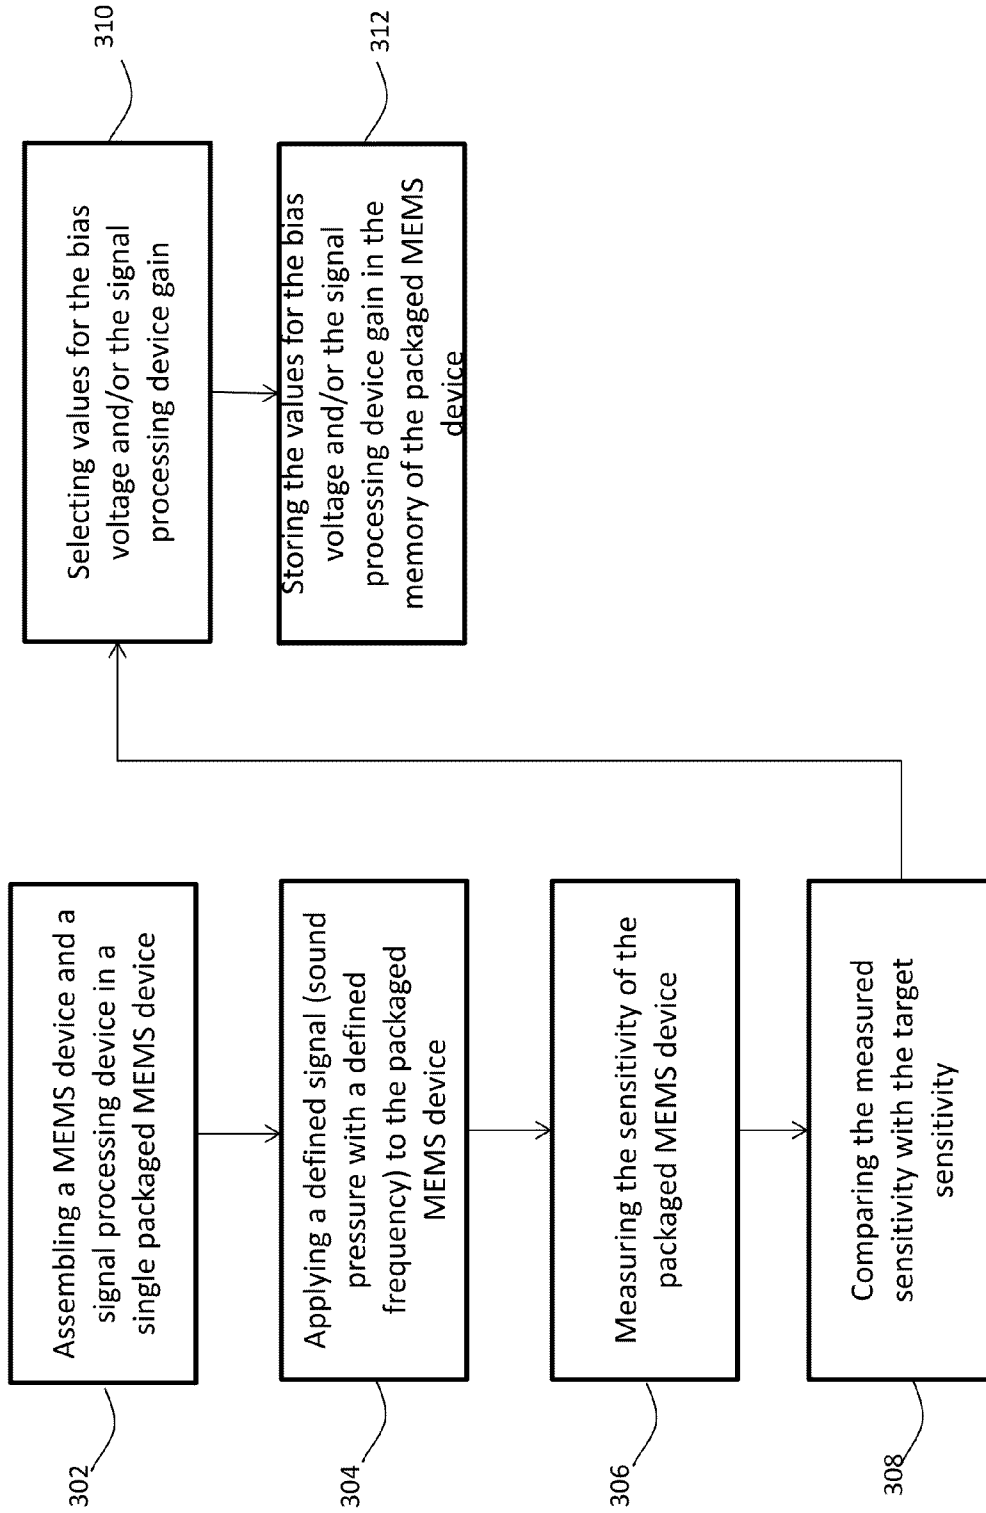 302
Assembling a MEMS device and a
signal processing device in a
single packaged MEMS device
304
Applying a defined signal (sound
pressure with a defined
frequency) to the packaged
MEMS device
306
Measuring the sensitivity of the
packaged MEMS device
308
Comparing the measured
sensitivity with the target
sensitivity
310
Selecting values for the bias
voltage and/or the signal
processing device gain
312
Storing the values for the bias
voltage and/or the signal
processing device gain in the
memory of the packaged MEMS
device